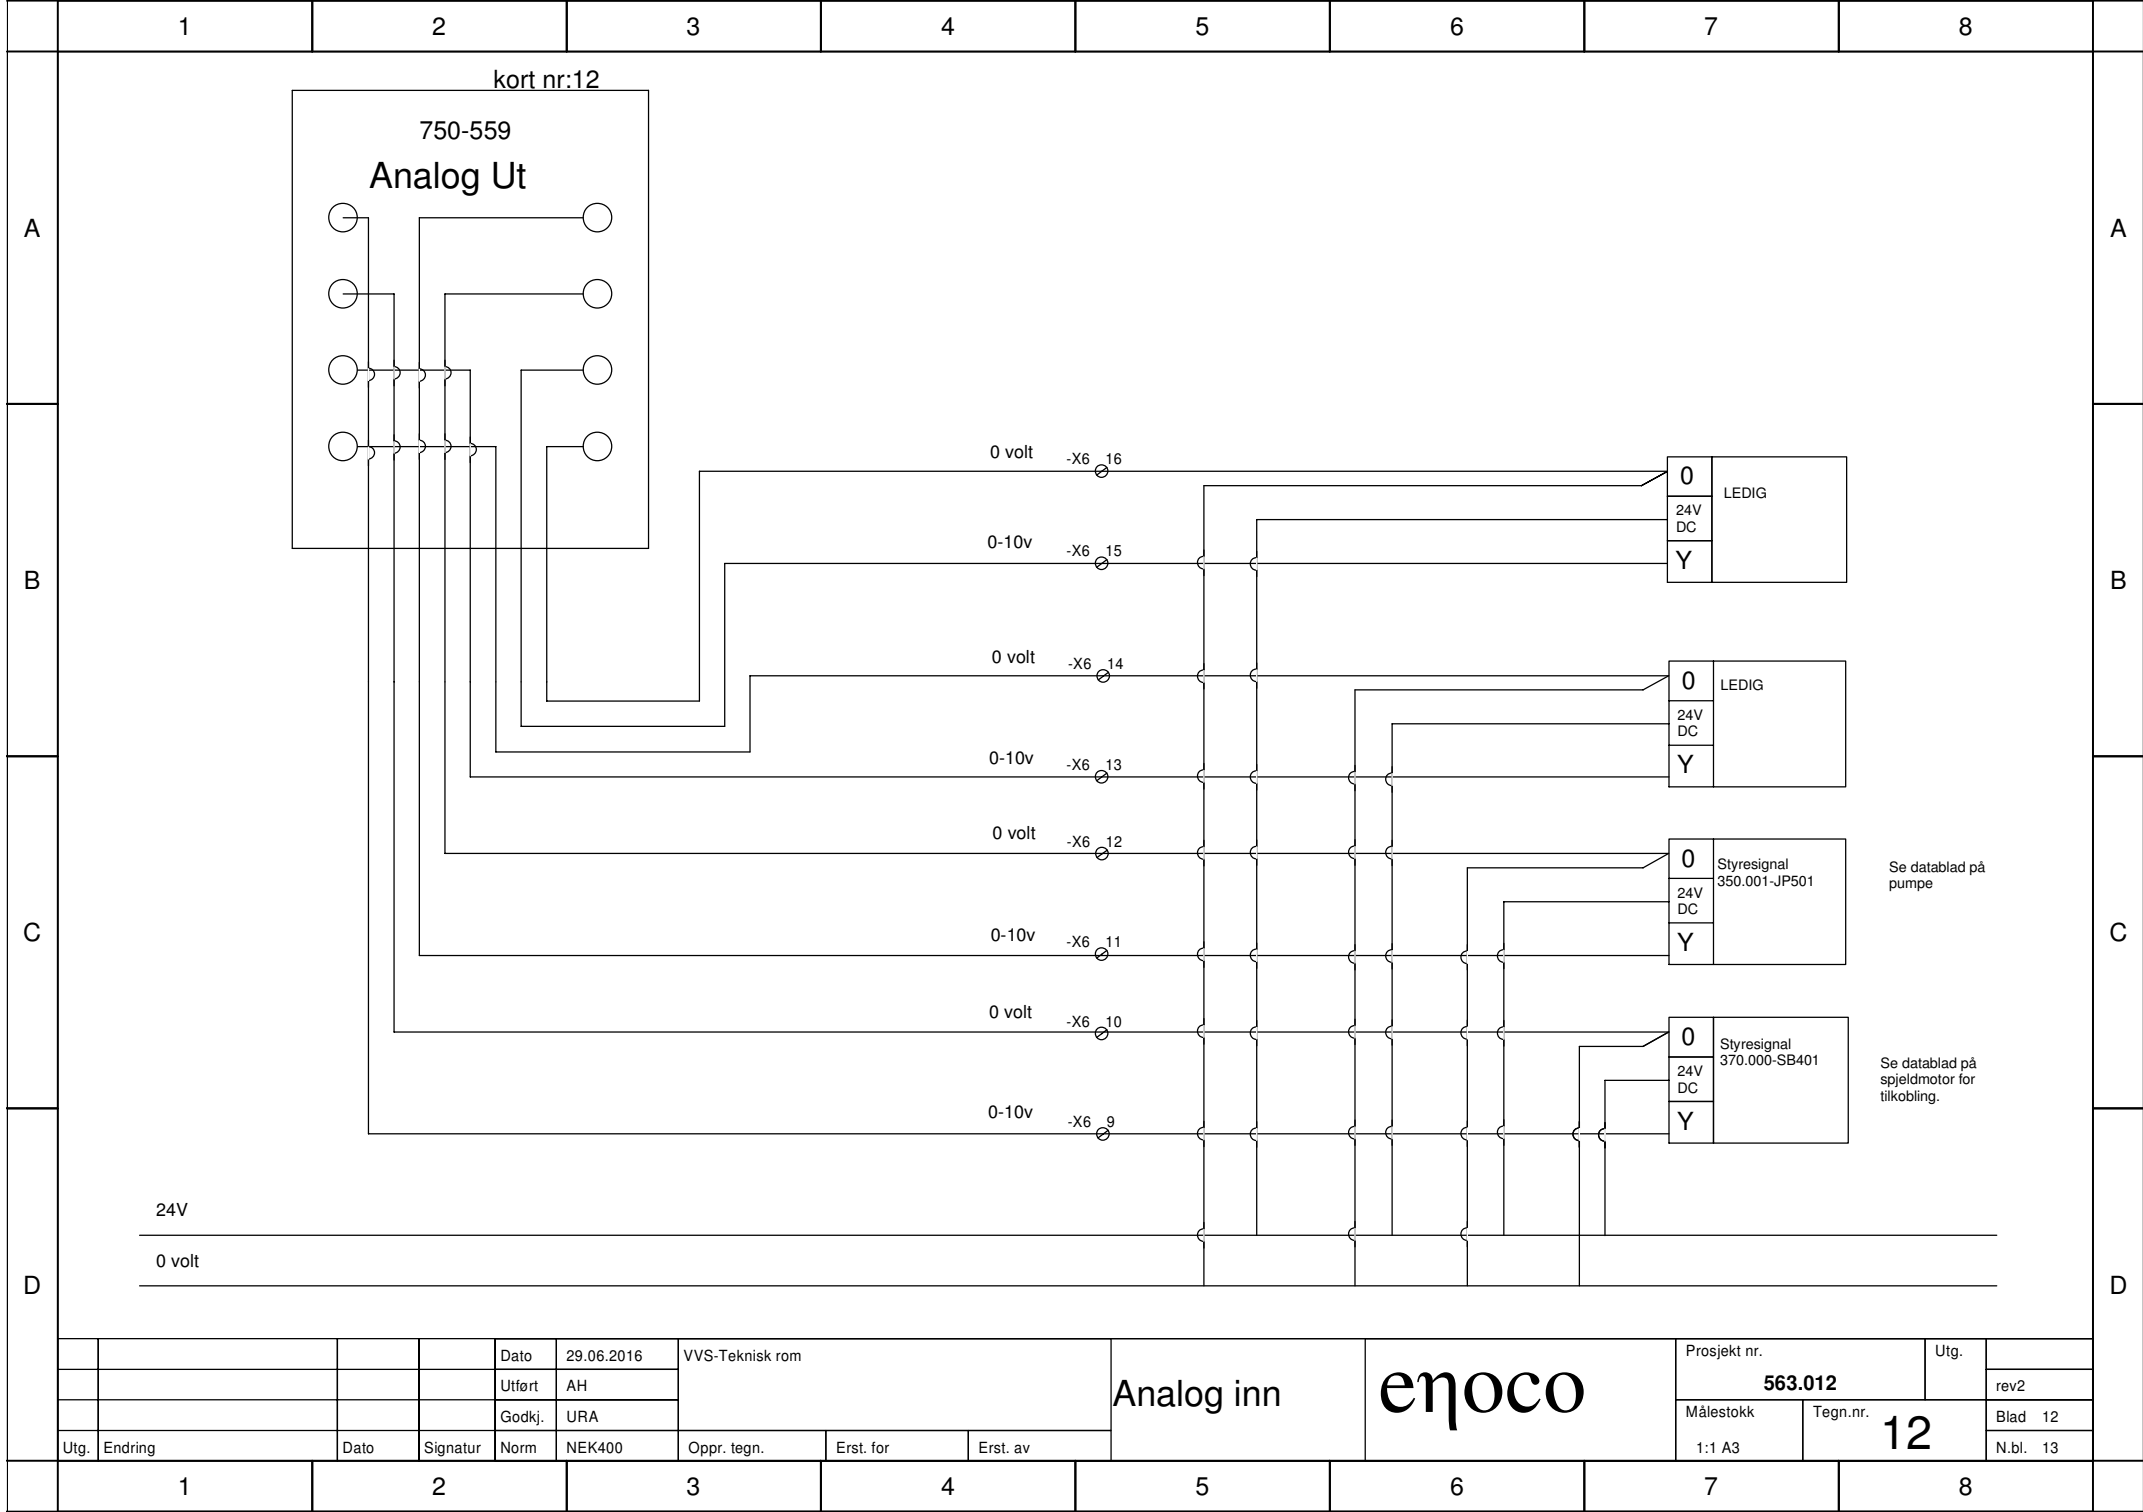 1 2 3 4 5 6 7 8
kort nr:12
750-559
Analog Ut
A A
0 volt -X6 16
0
LEDIG
24V
DC
0-10v -X6 15
Y
B B
0 volt -X6 14
0
LEDIG
24V
DC
0-10v -X6 13
Y
0 volt -X6 12
0
Styresignal
350.001-JP501
24V
DC
Se datablad på
pumpe
0-10v -X6 11
Y
C C
0 volt -X6 10
0
Styresignal
370.000-SB401
24V
DC
Se datablad på
spjeldmotor for
tilkobling.
0-10v -X6 9
Y
24V
0 volt
D D
Dato 29.06.2016 VVS-Teknisk rom
Utført AH
Godkj. URA
Utg. Endring Dato Signatur Norm NEK400 Oppr. tegn. Erst. for Erst. av
Analog inn
eηoco
Prosjekt nr. Utg.
563.012 rev2
Målestokk Tegn.nr. 12 Blad 12
1:1 A3 N.bl. 13
1 2 3 4 5 6 7 8